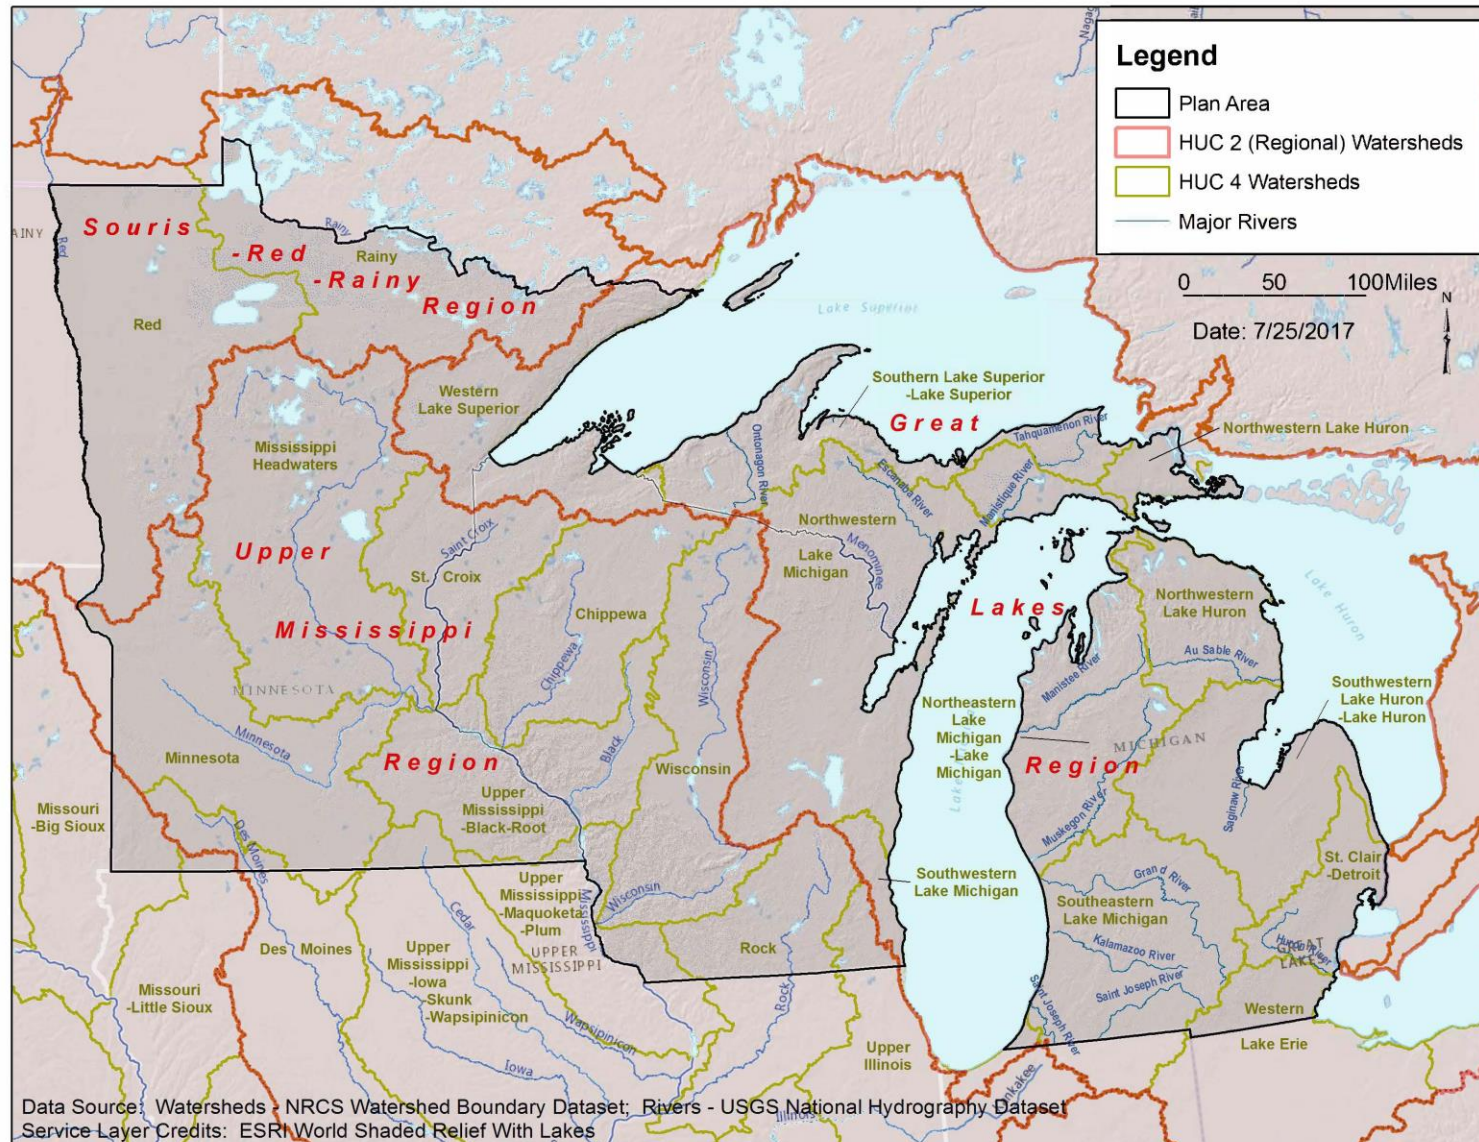 Legend
Plan Area
HUC 2 (Regional) Watersheds
HUC 4 Watersheds
Major Rivers
0 50 100Miles
N
Date: 7/25/2017
AINY
Red
Souris
-Red
-Rainy
Region
Rainy
Rainy
Red
Lake Superior
Western
Lake Superior
Southern Lake Superior
-Lake Superior
Great
Tahquamenon River
Northwestern Lake Huron
Mississippi
Headwaters
Ontonagon River
Escanaba River
Manistique River
Northwestern
Lake
Michigan
Menominee
Upper
Saint Croix
St. Croix
Chippewa
Chippewa
Wisconsin
Lakes
Northwestern
Lake Huron
Lake Huron
Mississippi
MINNESOTA
Au Sable River
Manistee River
Southwestern
Lake Huron
-Lake Huron
Northeastern
Lake
Michigan
-Lake
Michigan
MICHIGAN
Region
Minnesota
Minnesota
Region
Black
Wisconsin
Upper
Mississippi
-Black-Root
Saginaw River
Muskegon River
Missouri
-Big Sioux
Des Moines
St. Clair
-Detroit
Southwestern
Lake Michigan
Grand River
Southeastern
Lake Michigan
Upper
Mississippi
-Maquoketa
-Plum
Mississippi
Wisconsin
Cedar
Des Moines
Upper
Mississippi
-Iowa
-Skunk
-Wapsipinicon
UPPER
MISSISSIPPI
Rock
Kalamazoo River
Huron River
GREAT
LAKES
Missouri
-Little Sioux
Rock
Saint Joseph River
Saint Joseph River
Western
Lake Erie
Wapsipinicon
Iowa
Upper
Illinois
Illinois
Data Source: Watersheds - NRCS Watershed Boundary Dataset; Rivers - USGS National Hydrography Dataset
Service Layer Credits: ESRI World Shaded Relief With Lakes